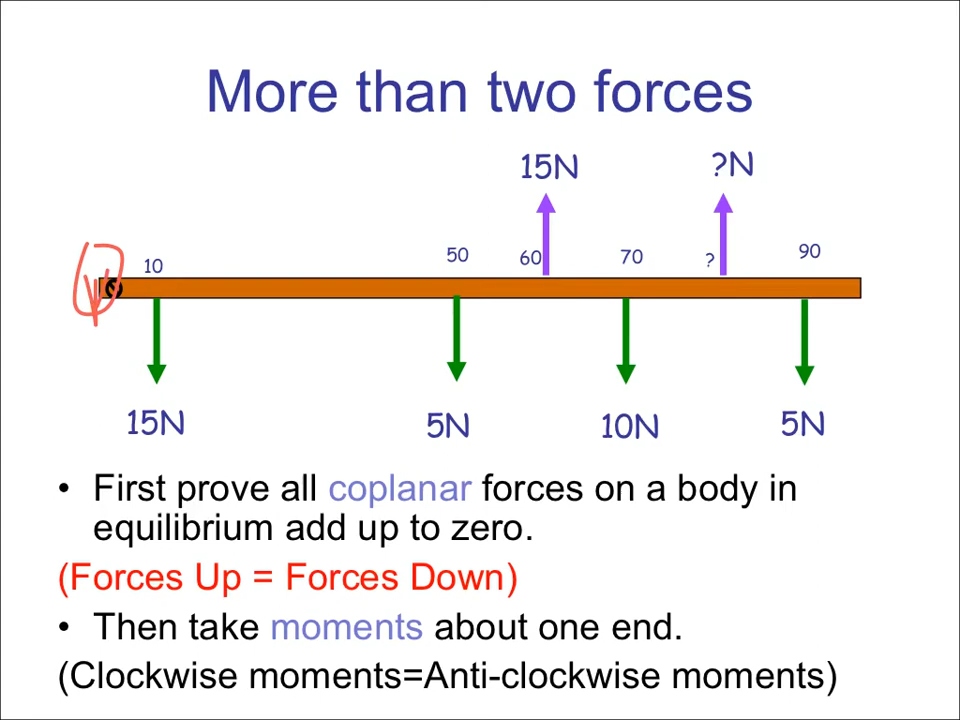 More than two forces
15N ?N
10 50 60 70 ? 90
15N 5N 10N 5N
• First prove all coplanar forces on a body in
equilibrium add up to zero.
(Forces Up = Forces Down)
• Then take moments about one end.
(Clockwise moments=Anti-clockwise moments)